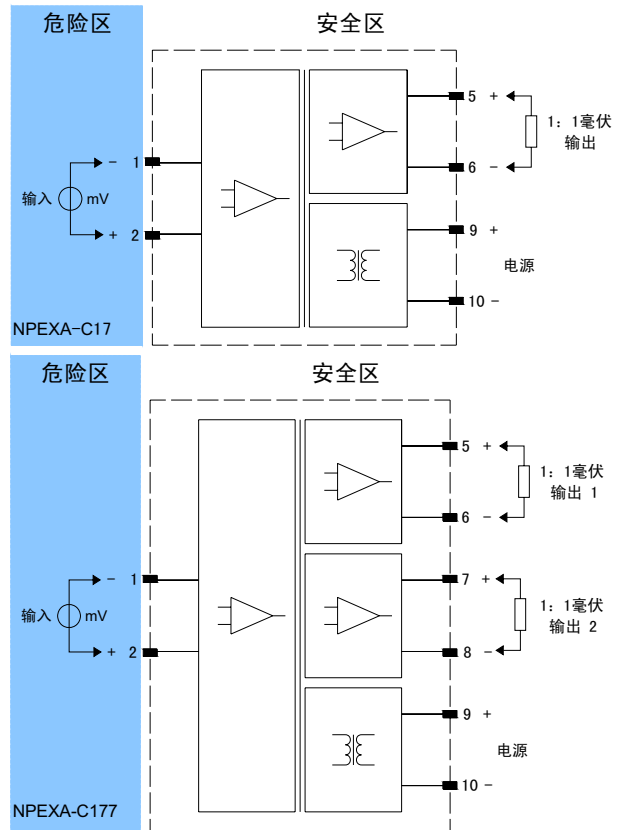 危险区
安全区
5 +
1：1毫伏
输出
6 -
- 1
输入
mV
+ 2
9 +
电源
10 -
NPEXA-C17
危险区
安全区
5 +
1：1毫伏
输出 1
6 -
- 1
7 +
输入
mV
1：1毫伏
输出 2
+ 2
8 -
9 +
电源
10 -
NPEXA-C177